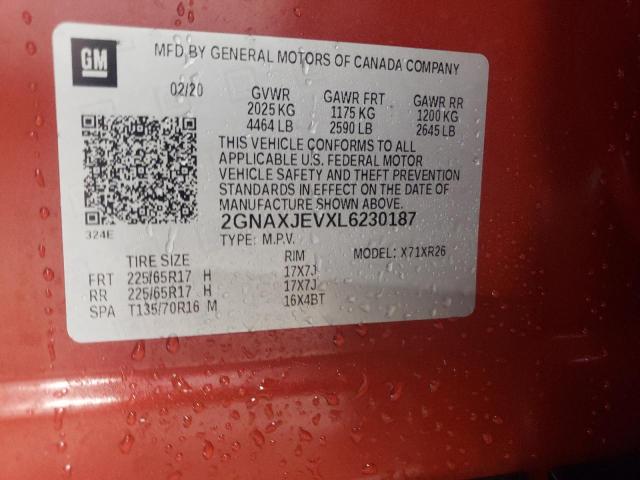 GM
MFD BY GENERAL MOTORS OF CANADA COMPANY
02/20 GVWR GAWR FRT GAWR RR
2025 KG 1175 KG 1200 KG
4464 LB 2590 LB 2645 LB
THIS VEHICLE CONFORMS TO ALL
APPLICABLE U.S. FEDERAL MOTOR
VEHICLE SAFETY AND THEFT PREVENTION
STANDARDS IN EFFECT ON THE DATE OF
MANUFACTURE SHOWN ABOVE.
2GNAXJEVXL6230187
324E
TYPE: M.P.V. MODEL: X71XR26
TIRE SIZE RIM
FRT 225/65R17 H 17X7J
RR 225/65R17 H 17X7J
SPA T135/70R16 M 16X4BT